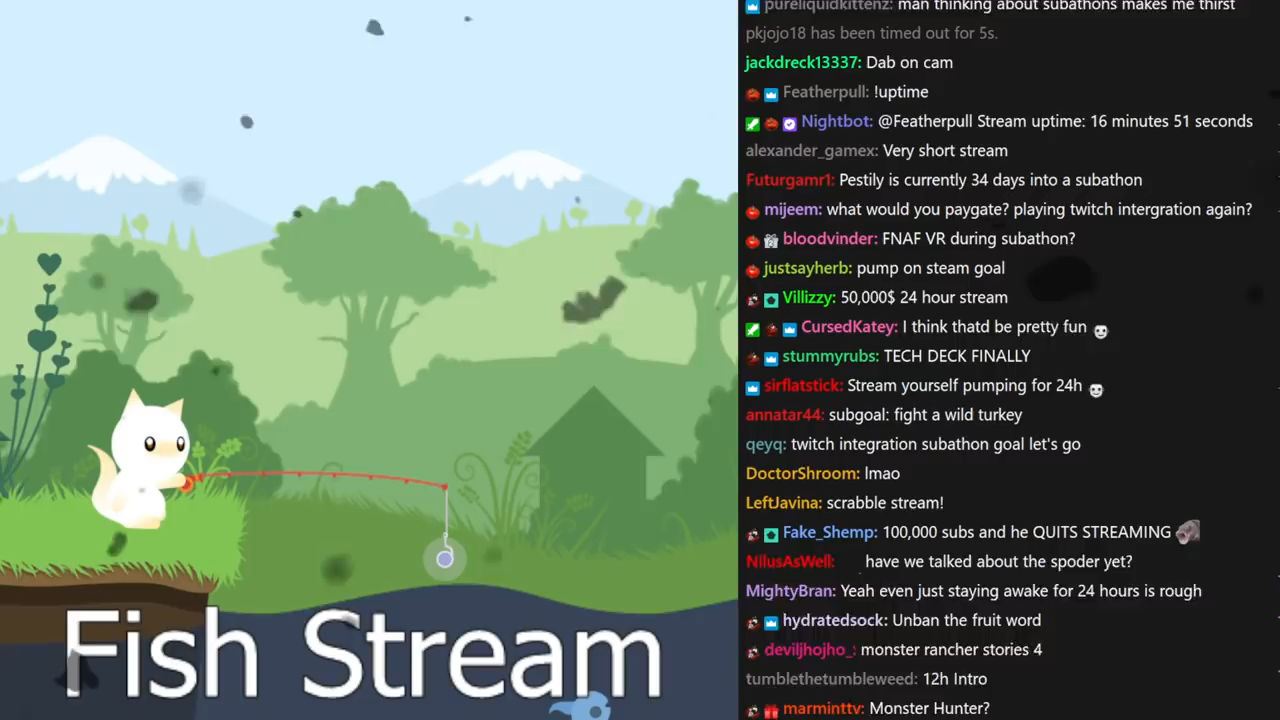 pureliquidkittenz: man thinking about subathons makes me thirst
pkjojo18 has been timed out for 5s.
jackdreck13337: Dab on cam
Featherpull: !uptime
Nightbot: @Featherpull Stream uptime: 16 minutes 51 seconds
alexander_gamex: Very short stream
Futurgamr1: Pestily is currently 34 days into a subathon
mijeem: what would you paygate? playing twitch intergration again?
bloodvinder: FNAF VR during subathon?
justsayherb: pump on steam goal
Villizzy: 50,000$ 24 hour stream
CursedKatey: I think thatd be pretty fun
stummyrubs: TECH DECK FINALLY
sirflatstick: Stream yourself pumping for 24h
annatar44: subgoal: fight a wild turkey
qeyq: twitch integration subathon goal let's go
DoctorShroom: lmao
LeftJavina: scrabble stream!
Fake_Shemp: 100,000 subs and he QUITS STREAMING
NilusAsWell: have we talked about the spoder yet?
MightyBran: Yeah even just staying awake for 24 hours is rough
hydratedsock: Unban the fruit word
deviljhojho_: monster rancher stories 4
tumblethetumbleweed: 12h Intro
marminttv: Monster Hunter?
Fish Stream